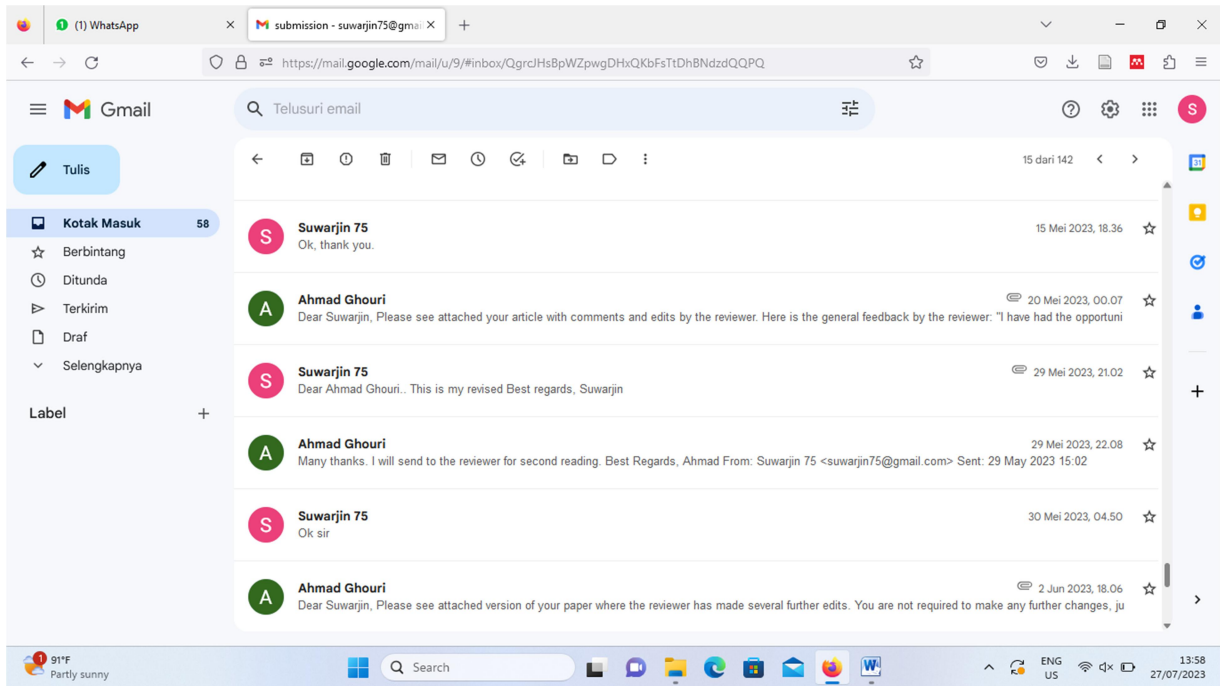 (1) WhatsApp
submission - suwarjin75@gmai
https://mail.google.com/mail/u/9/#inbox/QgrcJHsBpWZpwgDHxQKbFsTtDhBNdzdQQPQ
Gmail
Telusuri email
S
Tulis
15 dari 142
31
Kotak Masuk 58
Berbintang
Ditunda
Terkirim
Draf
Selengkapnya
Label
S
Suwarjin 75 15 Mei 2023, 18.36
Ok, thank you.
A
Ahmad Ghouri 20 Mei 2023, 00.07
Dear Suwarjin, Please see attached your article with comments and edits by the reviewer. Here is the general feedback by the reviewer: "I have had the opportuni
S
Suwarjin 75 29 Mei 2023, 21.02
Dear Ahmad Ghouri.. This is my revised Best regards, Suwarjin
A
Ahmad Ghouri 29 Mei 2023, 22.08
Many thanks. I will send to the reviewer for second reading. Best Regards, Ahmad From: Suwarjin 75 <suwarjin75@gmail.com> Sent: 29 May 2023 15:02
S
Suwarjin 75 30 Mei 2023, 04.50
Ok sir
A
Ahmad Ghouri 2 Jun 2023, 18.06
Dear Suwarjin, Please see attached version of your paper where the reviewer has made several further edits. You are not required to make any further changes, ju
1
91°F
Partly sunny
Search
ENG
US
13:58
27/07/2023